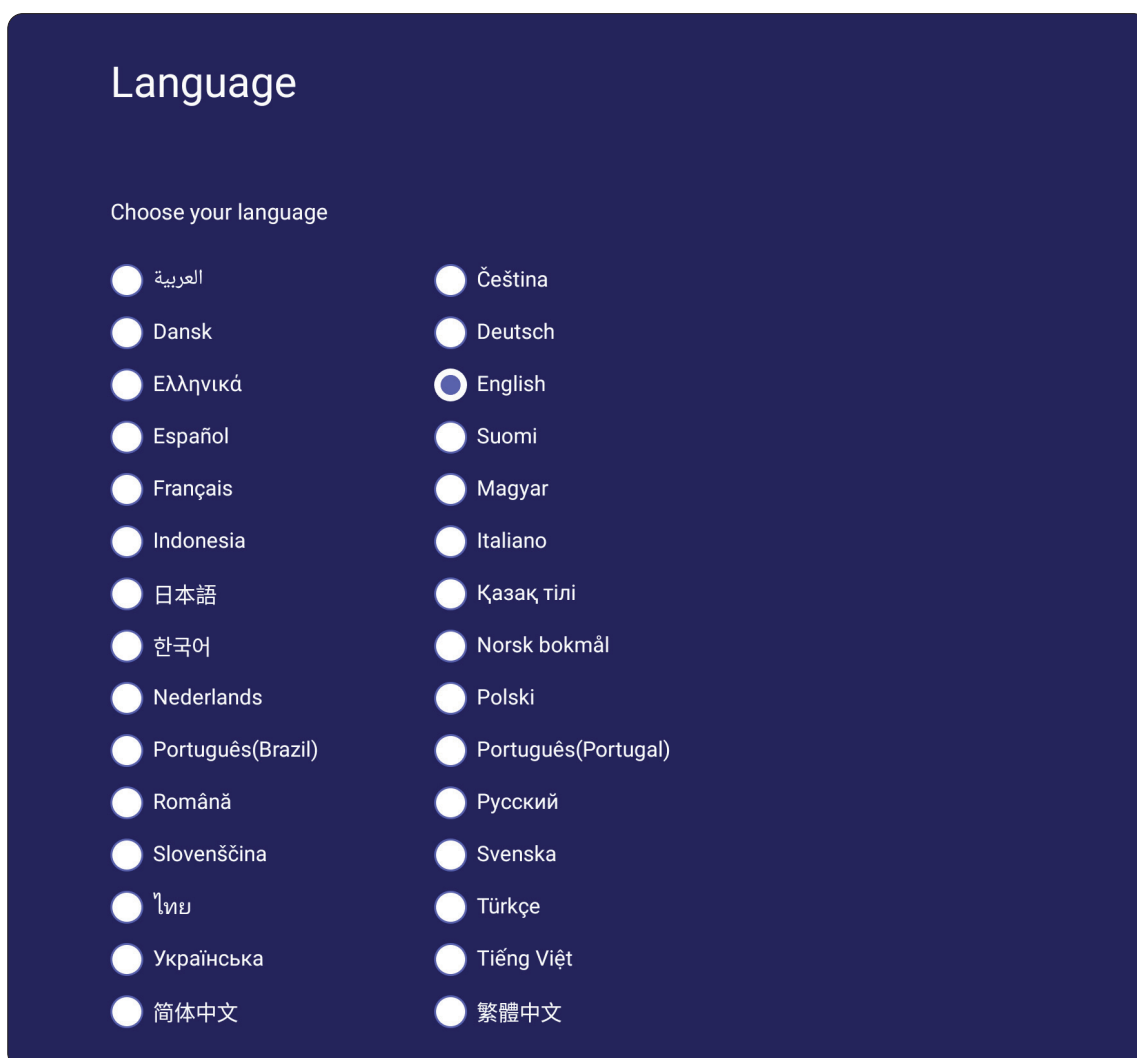 Language
Choose your language
العربية
Čeština
Dansk
Deutsch
Ελληνικά
English
Español
Suomi
Français
Magyar
Indonesia
Italiano
日本語
Қазақ тілі
한국어
Norsk bokmål
Nederlands
Polski
Português(Brazil)
Português(Portugal)
Română
Русский
Slovenščina
Svenska
ไทย
Türkçe
Українська
Tiếng Việt
简体中文
繁體中文